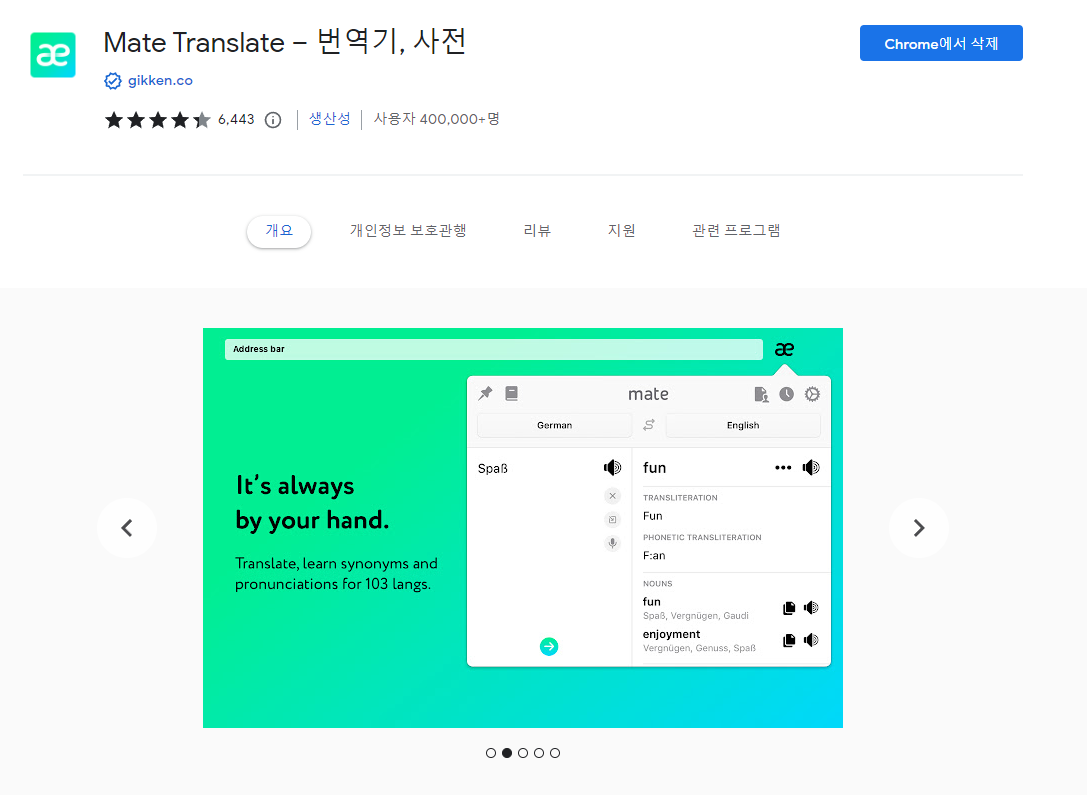 æ
Mate Translate – 번역기, 사전
Chrome에서 삭제
gikken.co
6,443
생산성
사용자 400,000+명
개요
개인정보 보호관행
리뷰
지원
관련 프로그램
Address bar
æ
mate
German
English
Spaß
fun
TRANSLITERATION
Fun
PHONETIC TRANSLITERATION
F:an
NOUNS
fun
Spaß, Vergnügen, Gaudi
enjoyment
Vergnügen, Genuss, Spaß
It's always
by your hand.
Translate, learn synonyms and
pronunciations for 103 langs.